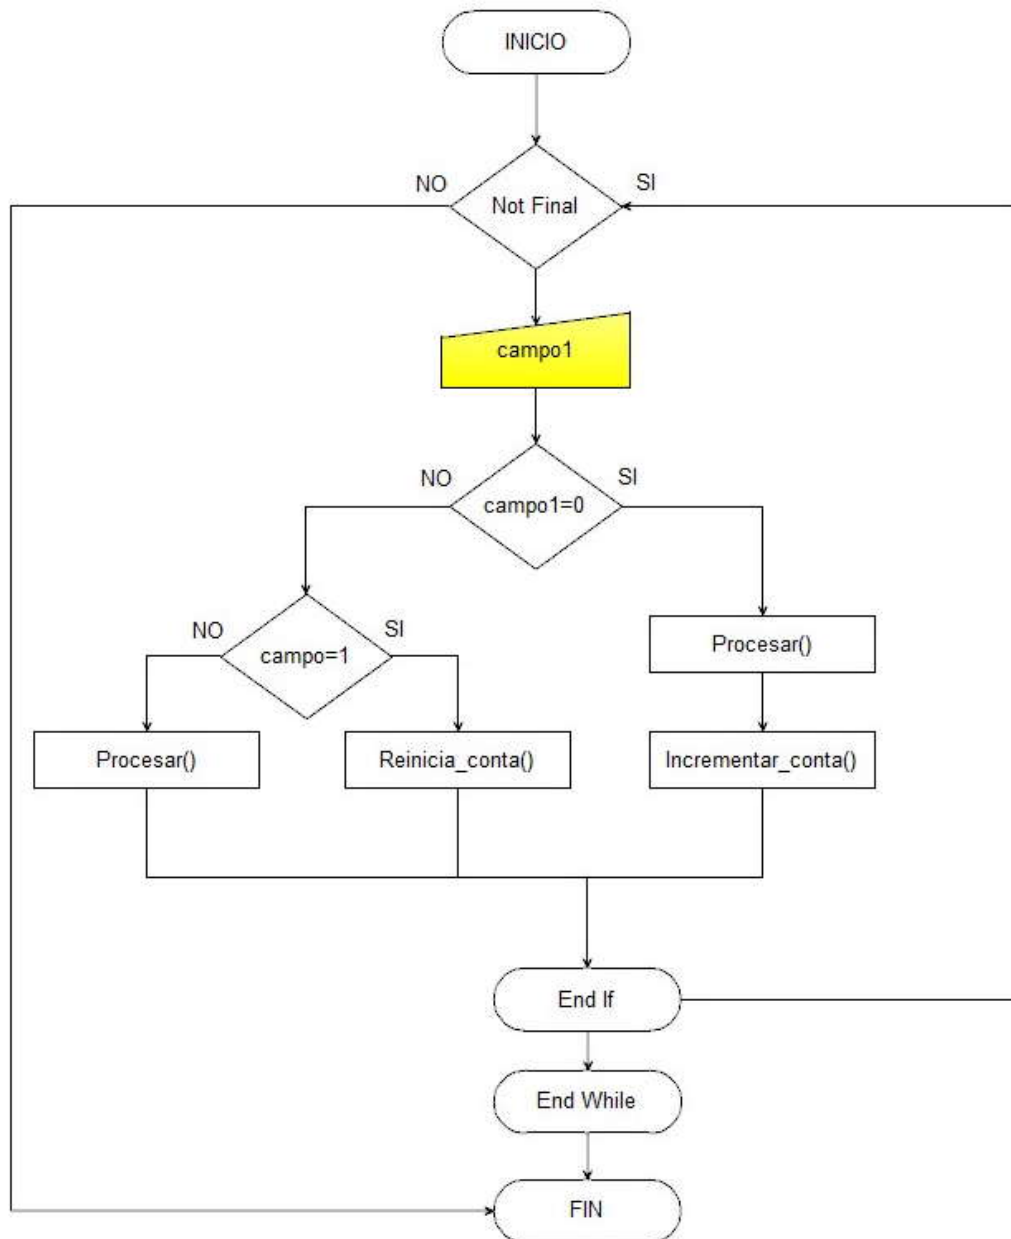 INICIO
NO
SI
Not Final
campo1
NO
SI
campo1=0
NO
SI
campo=1
Procesar()
Procesar()
Reinicia_conta()
Incrementar_conta()
End If
End While
FIN